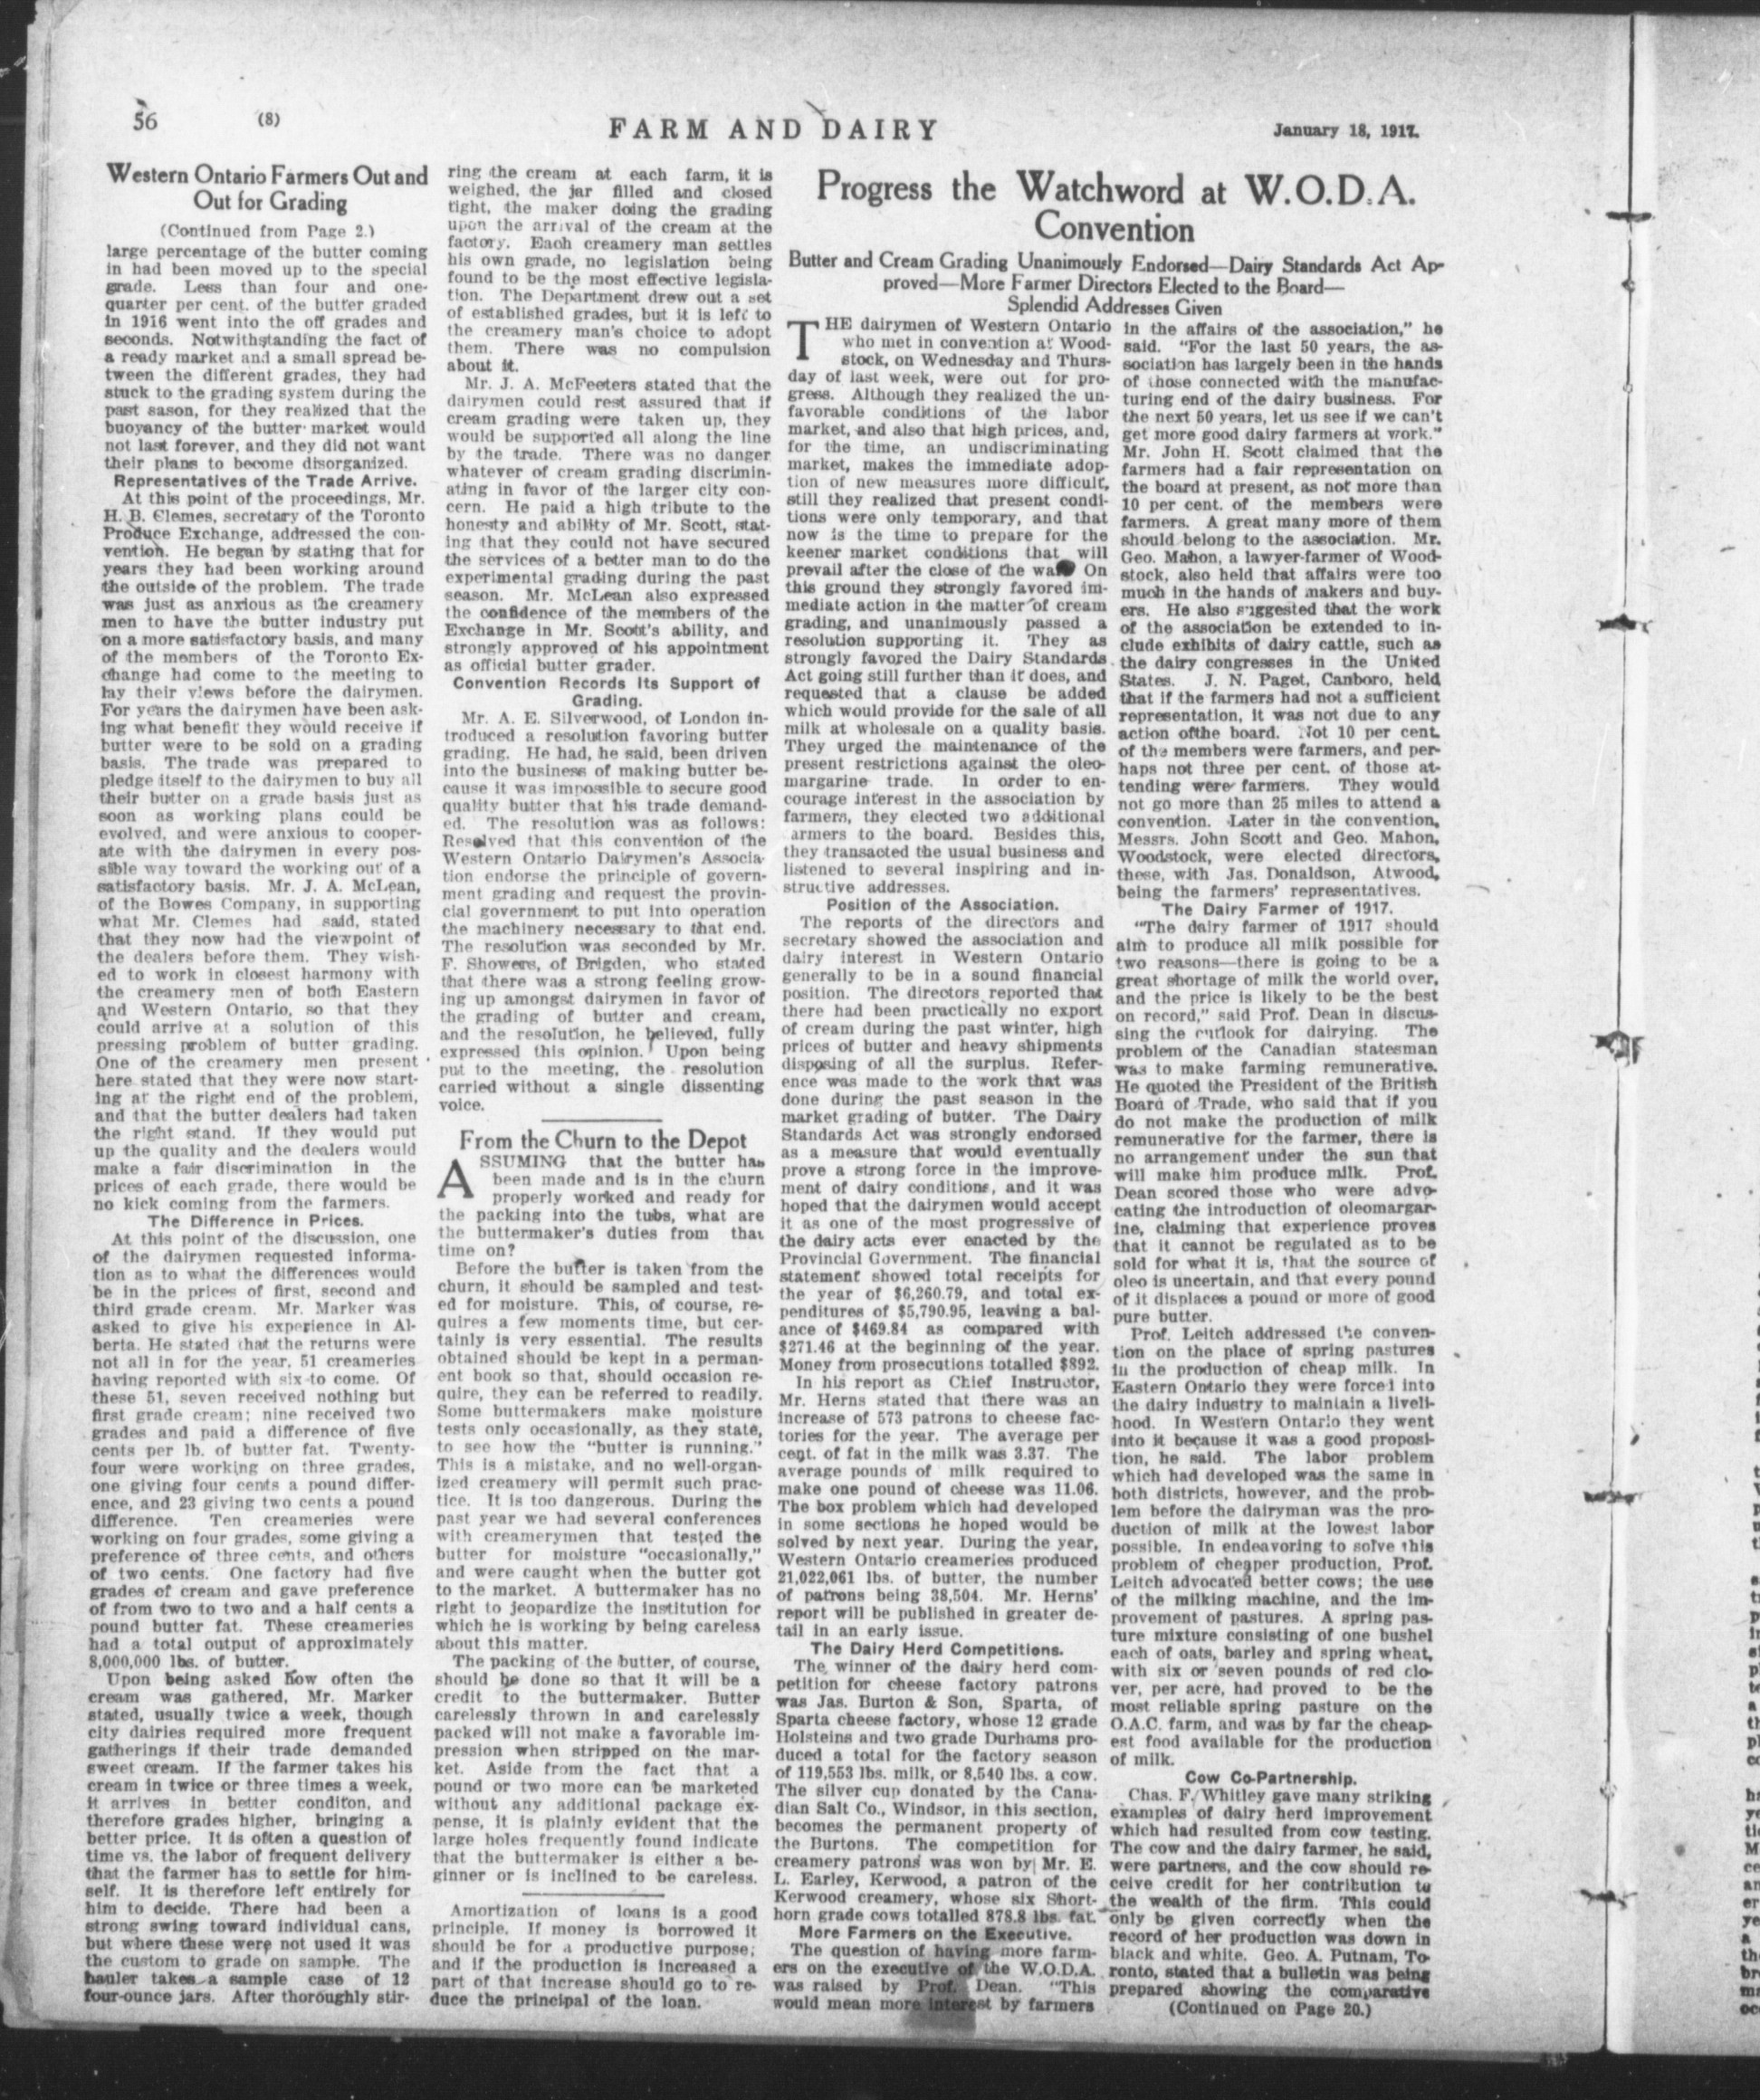 56
(8)
FARM AND DAIRY
January 18, 1917.
Western Ontario Farmers Out and
Out for Grading
(Continued from Page 2.)
large percentage of the butter coming
in had been moved up to the special
grade. Less than four and one-
quarter per cent. of the butter graded
in 1916 went into the off grades and
seconds. Notwithstanding the fact of
a ready market and a small spread be-
tween the different grades, they had
stuck to the grading system during the
past sason, for they realized that the
buoyancy of the butter market would
not last forever, and they did not want
their plans to become disorganized.
Representatives of the Trade Arrive.
At this point of the proceedings, Mr.
H. B. Clemes, secretary of the Toronto
Produce Exchange, addressed the con-
vention. He began by stating that for
years they had been working around
the outside of the problem. The trade
was just as anxious as the creamery
men to have the butter industry put
on a more satisfactory basis, and many
of the members of the Toronto Ex-
change had come to the meeting to
lay their views before the dairymen.
For years the dairymen have been ask-
ing what benefit they would receive if
butter were to be sold on a grading
basis. The trade was prepared to
pledge itself to the dairymen to buy all
their butter on a grade basis just as
soon as working plans could be
evolved, and were anxious to cooper-
ate with the dairymen in every pos-
sible way toward the working out of a
satisfactory basis. Mr. J. A. McLean,
of the Bowes Company, in supporting
what Mr. Clemes had said, stated
that they now had the viewpoint of
the dealers before them. They wish-
ed to work in closest harmony with
the creamery men of both Eastern
and Western Ontario, so that they
could arrive at a solution of this
pressing problem of butter grading.
One of the creamery men present
here stated that they were now start-
ing at the right end of the problem,
and that the butter dealers had taken
the right stand. If they would put
up the quality and the dealers would
make a fair discrimination in the
prices of each grade, there would be
no kick coming from the farmers.
The Difference in Prices.
At this point of the discussion, one
of the dairymen requested informa-
tion as to what the differences would
be in the prices of first, second and
third grade cream. Mr. Marker was
asked to give his experience in Al-
berta. He stated that the returns were
not all in for the year, 51 creameries
having reported with six to come. Of
these 51, seven received nothing but
first grade cream; nine received two
grades and paid a difference of five
cents per lb. of butter fat. Twenty-
four were working on three grades,
one giving four cents a pound differ-
ence, and 23 giving two cents a pound
difference. Ten creameries were
working on four grades, some giving a
preference of three cents, and others
of two cents. One factory had five
grades of cream and gave preference
of from two to two and a half cents a
pound butter fat. These creameries
had a total output of approximately
8,000,000 lbs. of butter.
Upon being asked how often the
cream was gathered, Mr. Marker
stated, usually twice a week, though
city dairies required more frequent
gatherings if their trade demanded
sweet cream. If the farmer takes his
cream in twice or three times a week,
it arrives in better conditon, and
therefore grades higher, bringing a
better price. It is often a question of
time vs. the labor of frequent delivery
that the farmer has to settle for him-
self. It is therefore left entirely for
him to decide. There had been a
strong swing toward individual cans,
but where these were not used it was
the custom to grade on sample. The
hauler takes a sample case of 12
four-ounce jars. After thoroughly stir-
ring the cream at each farm, it is
weighed, the jar filled and closed
tight, the maker doing the grading
upon the arrival of the cream at the
factory. Each creamery man settles
his own grade, no legislation being
found to be the most effective legisla-
tion. The Department drew out a set
of established grades, but it is left to
the creamery man's choice to adopt
them. There was no compulsion
about it.
Mr. J. A. McFeeters stated that the
dairymen could rest assured that if
cream grading were taken up, they
would be supported all along the line
by the trade. There was no danger
whatever of cream grading discrimin-
ating in favor of the larger city con-
cern. He paid a high tribute to the
honesty and ability of Mr. Scott, stat-
ing that they could not have secured
the services of a better man to do the
experimental grading during the past
season. Mr. McLean also expressed
the confidence of the members of the
Exchange in Mr. Scott's ability, and
strongly approved of his appointment
as official butter grader.
Convention Records Its Support of
Grading.
Mr. A. E. Silverwood, of London in-
troduced a resolution favoring butter
grading. He had, he said, been driven
into the business of making butter be-
cause it was impossible to secure good
quality butter that his trade demand-
ed. The resolution was as follows:
Resolved that this convention of the
Western Ontario Dairymen's Associa-
tion endorse the principle of govern-
ment grading and request the provin-
cial government to put into operation
the machinery necessary to that end.
The resolution was seconded by Mr.
F. Showers, of Brigden, who stated
that there was a strong feeling grow-
ing up amongst dairymen in favor of
the grading of butter and cream,
and the resolution, he believed, fully
expressed this opinion. Upon being
put to the meeting, the resolution
carried without a single dissenting
voice.
From the Churn to the Depot
ASSUMING that the butter has
been made and is in the churn
properly worked and ready for
the packing into the tubs, what are
the buttermaker's duties from that
time on?
Before the butter is taken from the
churn, it should be sampled and test-
ed for moisture. This, of course, re-
quires a few moments time, but cer-
tainly is very essential. The results
obtained should be kept in a perman-
ent book so that, should occasion re-
quire, they can be referred to readily.
Some buttermakers make moisture
tests only occasionally, as they state,
to see how the "butter is running."
This is a mistake, and no well-organ-
ized creamery will permit such prac-
tice. It is too dangerous. During the
past year we had several conferences
with creamerymen that tested the
butter for moisture "occasionally,"
and were caught when the butter got
to the market. A buttermaker has no
right to jeopardize the institution for
which he is working by being careless
about this matter.
The packing of the butter, of course,
should be done so that it will be a
credit to the buttermaker. Butter
carelessly thrown in and carelessly
packed will not make a favorable im-
pression when stripped on the mar-
ket. Aside from the fact that a
pound or two more can be marketed
without any additional package ex-
pense, it is plainly evident that the
large holes frequently found indicate
that the buttermaker is either a be-
ginner or is inclined to be careless.
Amortization of loans is a good
principle. If money is borrowed it
should be for a productive purpose;
and if the production is increased a
part of that increase should go to re-
duce the principal of the loan.
Progress the Watchword at W.O.D.A.
Convention
Butter and Cream Grading Unanimously Endorsed—Dairy Standards Act Ap-
proved—More Farmer Directors Elected to the Board—
Splendid Addresses Given
THE dairymen of Western Ontario
who met in convention at Wood-
stock, on Wednesday and Thurs-
day of last week, were out for pro-
gress. Although they realized the un-
favorable conditions of the labor
market, and also that high prices, and,
for the time, an undiscriminating
market, makes the immediate adop-
tion of new measures more difficult,
still they realized that present condi-
tions were only temporary, and that
now is the time to prepare for the
keener market conditions that will
prevail after the close of the war. On
this ground they strongly favored im-
mediate action in the matter of cream
grading, and unanimously passed a
resolution supporting it. They as
strongly favored the Dairy Standards
Act going still further than it does, and
requested that a clause be added
which would provide for the sale of all
milk at wholesale on a quality basis.
They urged the maintenance of the
present restrictions against the oleo-
margarine trade. In order to en-
courage interest in the association by
farmers, they elected two additional
armers to the board. Besides this,
they transacted the usual business and
listened to several inspiring and in-
structive addresses.
Position of the Association.
The reports of the directors and
secretary showed the association and
dairy interest in Western Ontario
generally to be in a sound financial
position. The directors reported that
there had been practically no export
of cream during the past winter, high
prices of butter and heavy shipments
disposing of all the surplus. Refer-
ence was made to the work that was
done during the past season in the
market grading of butter. The Dairy
Standards Act was strongly endorsed
as a measure that would eventually
prove a strong force in the improve-
ment of dairy conditions, and it was
hoped that the dairymen would accept
it as one of the most progressive of
the dairy acts ever enacted by the
Provincial Government. The financial
statement showed total receipts for
the year of $6,260.79, and total ex-
penditures of $5,790.95, leaving a bal-
ance of $469.84 as compared with
$271.46 at the beginning of the year.
Money from prosecutions totalled $892.
In his report as Chief Instructor,
Mr. Herns stated that there was an
increase of 573 patrons to cheese fac-
tories for the year. The average per
cent. of fat in the milk was 3.37. The
average pounds of milk required to
make one pound of cheese was 11.06.
The box problem which had developed
in some sections he hoped would be
solved by next year. During the year,
Western Ontario creameries produced
21,022,061 lbs. of butter, the number
of patrons being 38,504. Mr. Herns'
report will be published in greater de-
tail in an early issue.
The Dairy Herd Competitions.
The winner of the dairy herd com-
petition for cheese factory patrons
was Jas. Burton & Son, Sparta, of
Sparta cheese factory, whose 12 grade
Holsteins and two grade Durhams pro-
duced a total for the factory season
of 119,553 lbs. milk, or 8,540 lbs. a cow.
The silver cup donated by the Cana-
dian Salt Co., Windsor, in this section,
becomes the permanent property of
the Burtons. The competition for
creamery patrons was won by Mr. E.
L. Earley, Kerwood, a patron of the
Kerwood creamery, whose six Short-
horn grade cows totalled 878.8 lbs. fat.
More Farmers on the Executive.
The question of having more farm-
ers on the executive of the W.O.D.A.
was raised by Prof. Dean. "This
would mean more interest by farmers
in the affairs of the association," he
said. "For the last 50 years, the as-
sociation has largely been in the hands
of those connected with the manufac-
turing end of the dairy business. For
the next 50 years, let us see if we can't
get more good dairy farmers at work."
Mr. John H. Scott claimed that the
farmers had a fair representation on
the board at present, as not more than
10 per cent. of the members were
farmers. A great many more of them
should belong to the association. Mr.
Geo. Mahon, a lawyer-farmer of Wood-
stock, also held that affairs were too
much in the hands of makers and buy-
ers. He also suggested that the work
of the association be extended to in-
clude exhibits of dairy cattle, such as
the dairy congresses in the United
States. J. N. Paget, Canboro, held
that if the farmers had not a sufficient
representation, it was not due to any
action ofthe board. Not 10 per cent.
of the members were farmers, and per-
haps not three per cent. of those at-
tending were farmers. They would
not go more than 25 miles to attend a
convention. Later in the convention,
Messrs. John Scott and Geo. Mahon,
Woodstock, were elected directors,
these, with Jas. Donaldson, Atwood,
being the farmers' representatives.
The Dairy Farmer of 1917.
"The dairy farmer of 1917 should
aim to produce all milk possible for
two reasons—there is going to be a
great shortage of milk the world over,
and the price is likely to be the best
on record," said Prof. Dean in discus-
sing the outlook for dairying. The
problem of the Canadian statesman
was to make farming remunerative.
He quoted the President of the British
Board of Trade, who said that if you
do not make the production of milk
remunerative for the farmer, there is
no arrangement under the sun that
will make him produce milk. Prof.
Dean scored those who were advo-
cating the introduction of oleomargar-
ine, claiming that experience proves
that it cannot be regulated as to be
sold for what it is, that the source of
oleo is uncertain, and that every pound
of it displaces a pound or more of good
pure butter.
Prof. Leitch addressed the conven-
tion on the place of spring pastures
in the production of cheap milk. In
Eastern Ontario they were forced into
the dairy industry to maintain a liveli-
hood. In Western Ontario they went
into it because it was a good proposi-
tion, he said. The labor problem
which had developed was the same in
both districts, however, and the prob-
lem before the dairyman was the pro-
duction of milk at the lowest labor
possible. In endeavoring to solve this
problem of cheaper production, Prof.
Leitch advocated better cows; the use
of the milking machine, and the im-
provement of pastures. A spring pas-
ture mixture consisting of one bushel
each of oats, barley and spring wheat,
with six or seven pounds of red clo-
ver, per acre, had proved to be the
most reliable spring pasture on the
O.A.C. farm, and was by far the cheap-
est food available for the production
of milk.
Cow Co-Partnership.
Chas. F. Whitley gave many striking
examples of dairy herd improvement
which had resulted from cow testing.
The cow and the dairy farmer, he said,
were partners, and the cow should re-
ceive credit for her contribution to
the wealth of the firm. This could
only be given correctly when the
record of her production was down in
black and white. Geo. A. Putnam, To-
ronto, stated that a bulletin was being
prepared showing the comparative
(Continued on Page 20.)